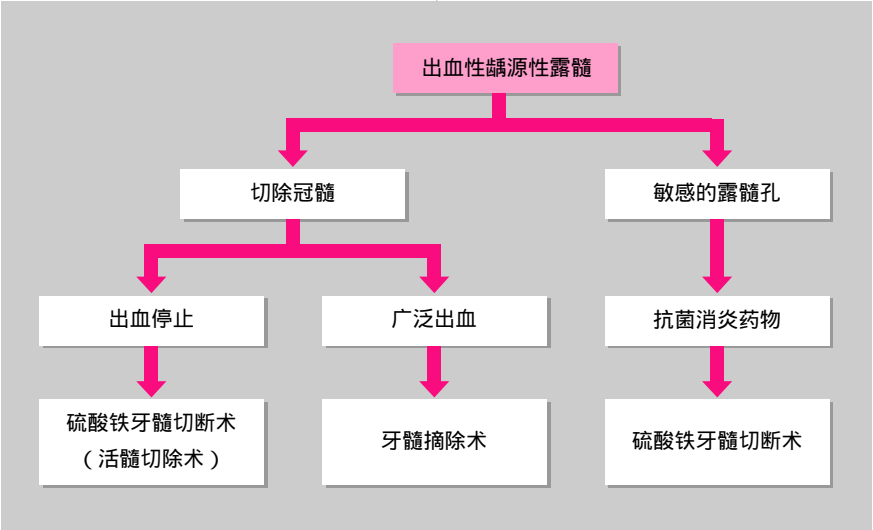 出血性龋源性露髓
切除冠髓
敏感的露髓孔
出血停止
广泛出血
抗菌消炎药物
硫酸铁牙髓切断术
（活髓切除术）
牙髓摘除术
硫酸铁牙髓切断术